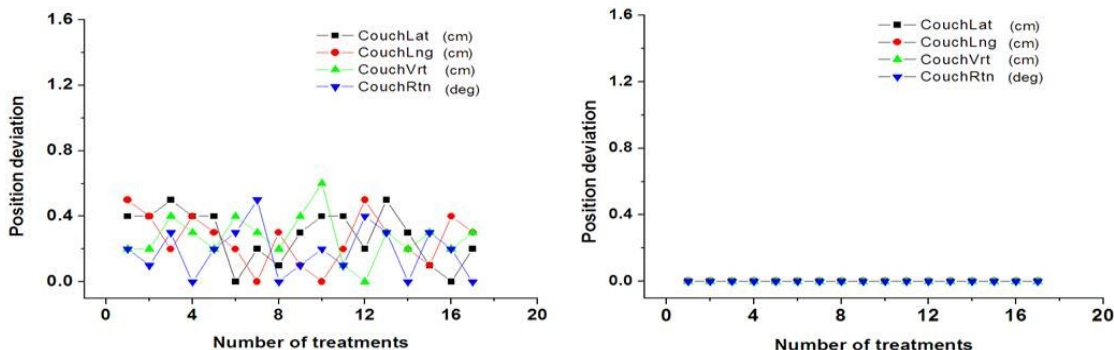 1.6
1.2
0.8
0.4
0.0
Position deviation
CouchLat (cm)
CouchLng (cm)
CouchVrt (cm)
CouchRtn (deg)
0 4 8 12 16 20
Number of treatments
1.6
1.2
0.8
0.4
0.0
Position deviation
CouchLat (cm)
CouchLng (cm)
CouchVrt (cm)
CouchRtn (deg)
0 4 8 12 16 20
Number of treatments